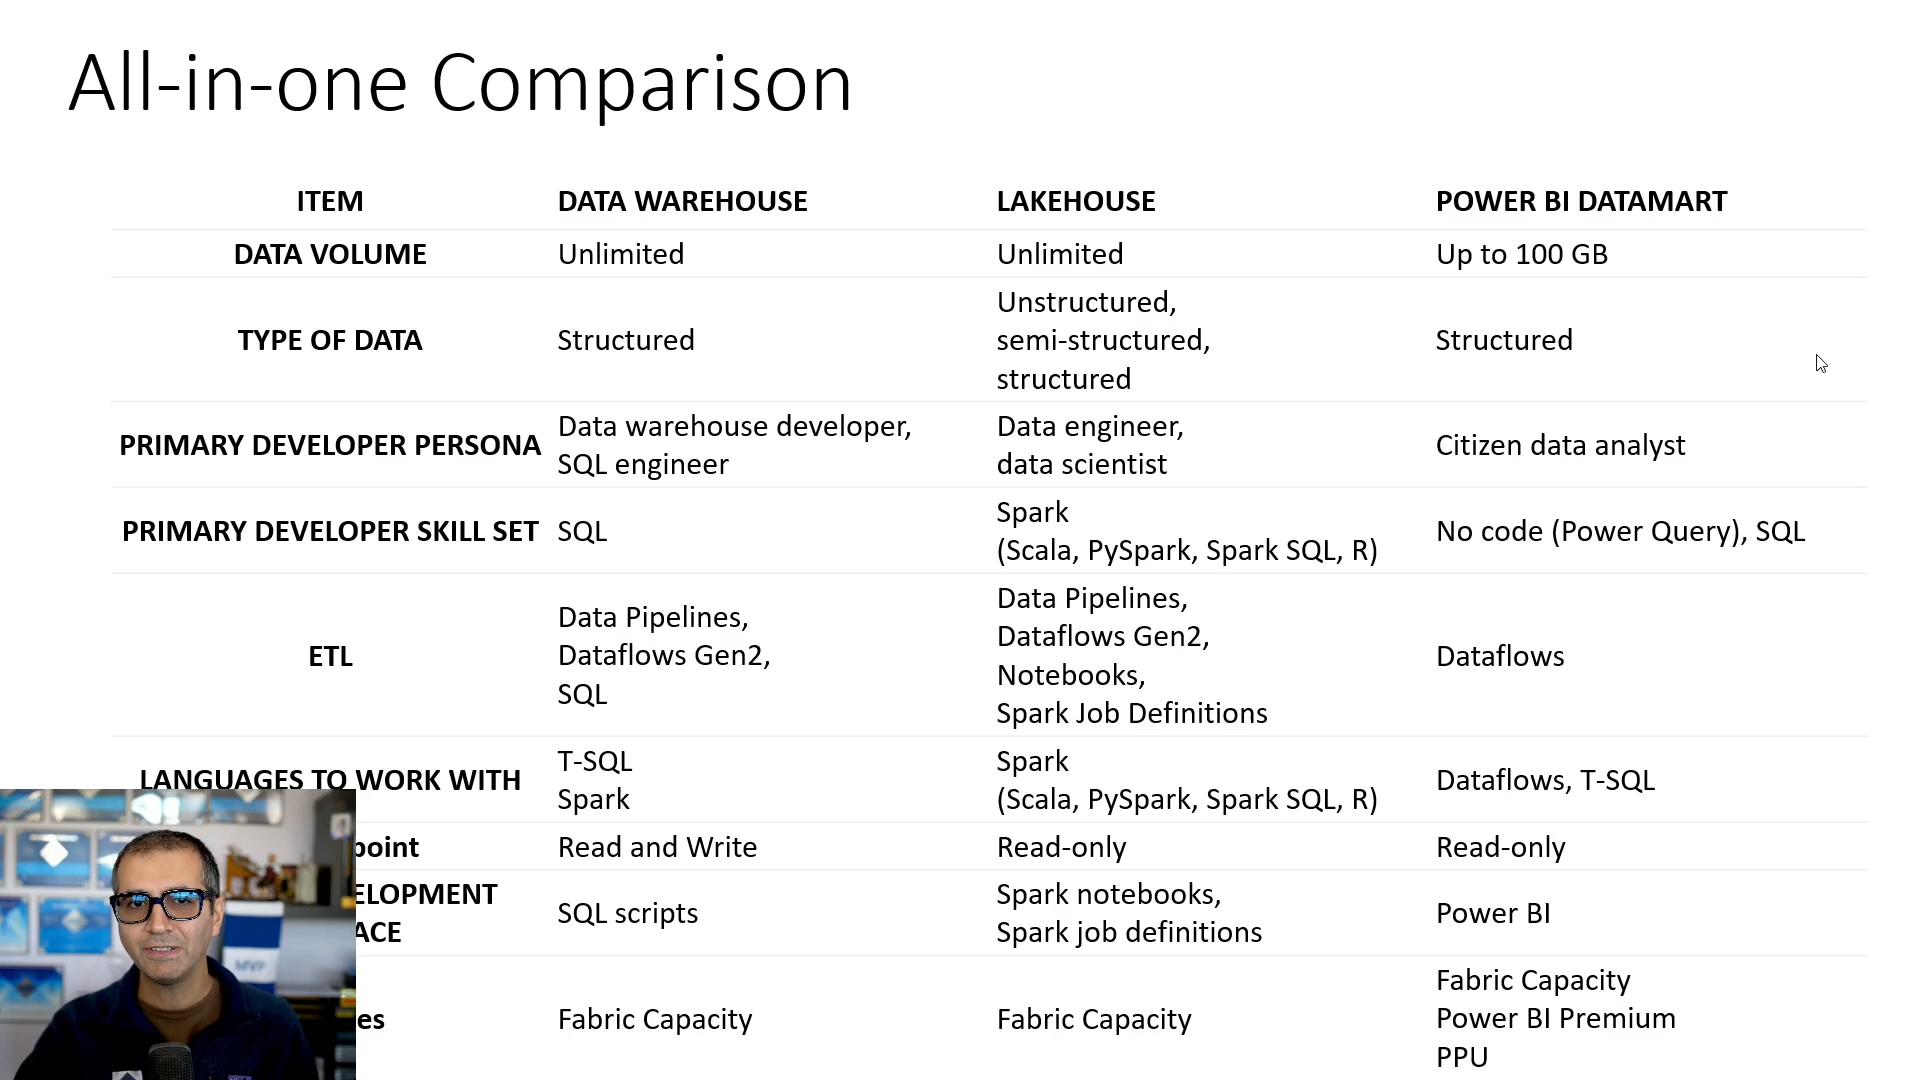 All-in-one Comparison
ITEM DATA WAREHOUSE LAKEHOUSE POWER BI DATAMART
DATA VOLUME Unlimited Unlimited Up to 100 GB
TYPE OF DATA Structured Unstructured,
semi-structured,
structured Structured
PRIMARY DEVELOPER PERSONA Data warehouse developer,
SQL engineer Data engineer,
data scientist Citizen data analyst
PRIMARY DEVELOPER SKILL SET SQL Spark
(Scala, PySpark, Spark SQL, R) No code (Power Query), SQL
ETL Data Pipelines,
Dataflows Gen2,
SQL Data Pipelines,
Dataflows Gen2,
Notebooks,
Spark Job Definitions Dataflows
LANGUAGES TO WORK WITH T-SQL
Spark Spark
(Scala, PySpark, Spark SQL, R) Dataflows, T-SQL
point Read and Write Read-only Read-only
ELOPMENT
ACE SQL scripts Spark notebooks,
Spark job definitions Power BI
es Fabric Capacity Fabric Capacity Fabric Capacity
Power BI Premium
PPU
MVP